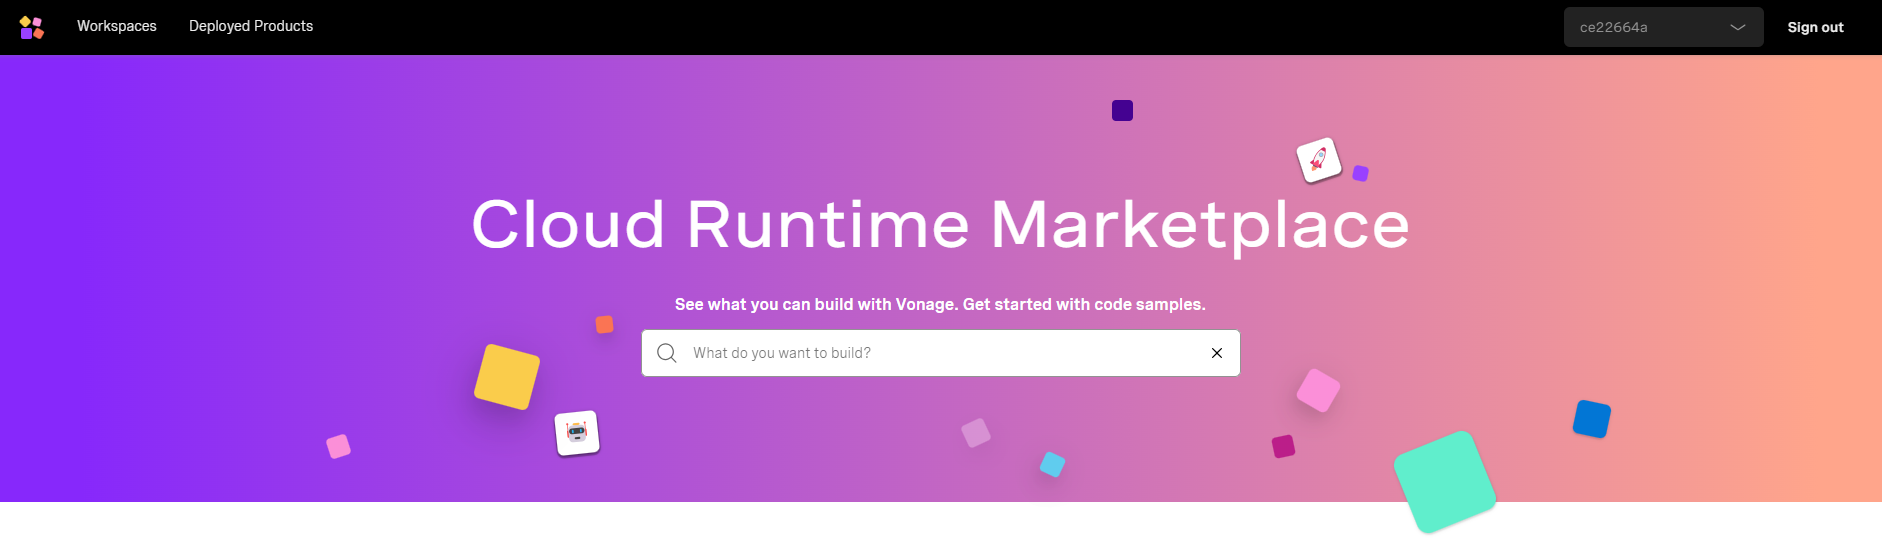 Workspaces
Deployed Products
ce22664a
Sign out
Cloud Runtime Marketplace
See what you can build with Vonage. Get started with code samples.
What do you want to build?